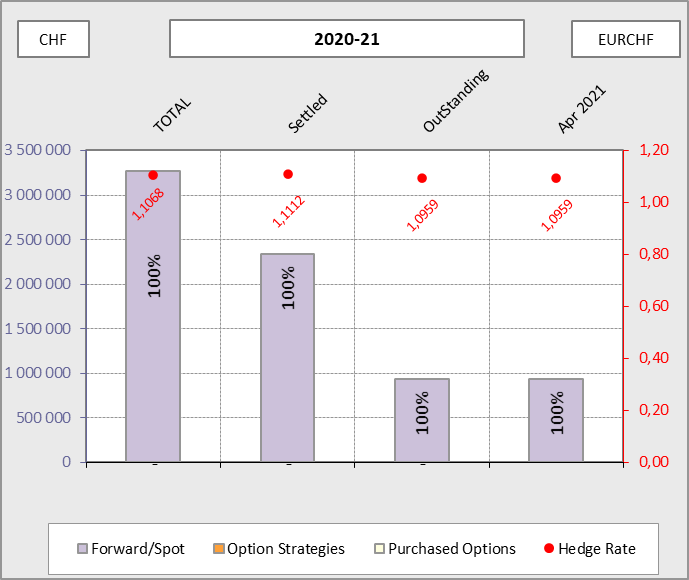 CHF
2020-21
EURCHF
TOTAL
Settled
OutStanding
Apr 2021
3 500 000
3 000 000
2 500 000
2 000 000
1 500 000
1 000 000
500 000
0
1,20
1,00
0,80
0,60
0,40
0,20
0,00
1,1068
1,1112
1,0959
1,0959
100%
100%
100%
100%
Forward/Spot
Option Strategies
Purchased Options
Hedge Rate